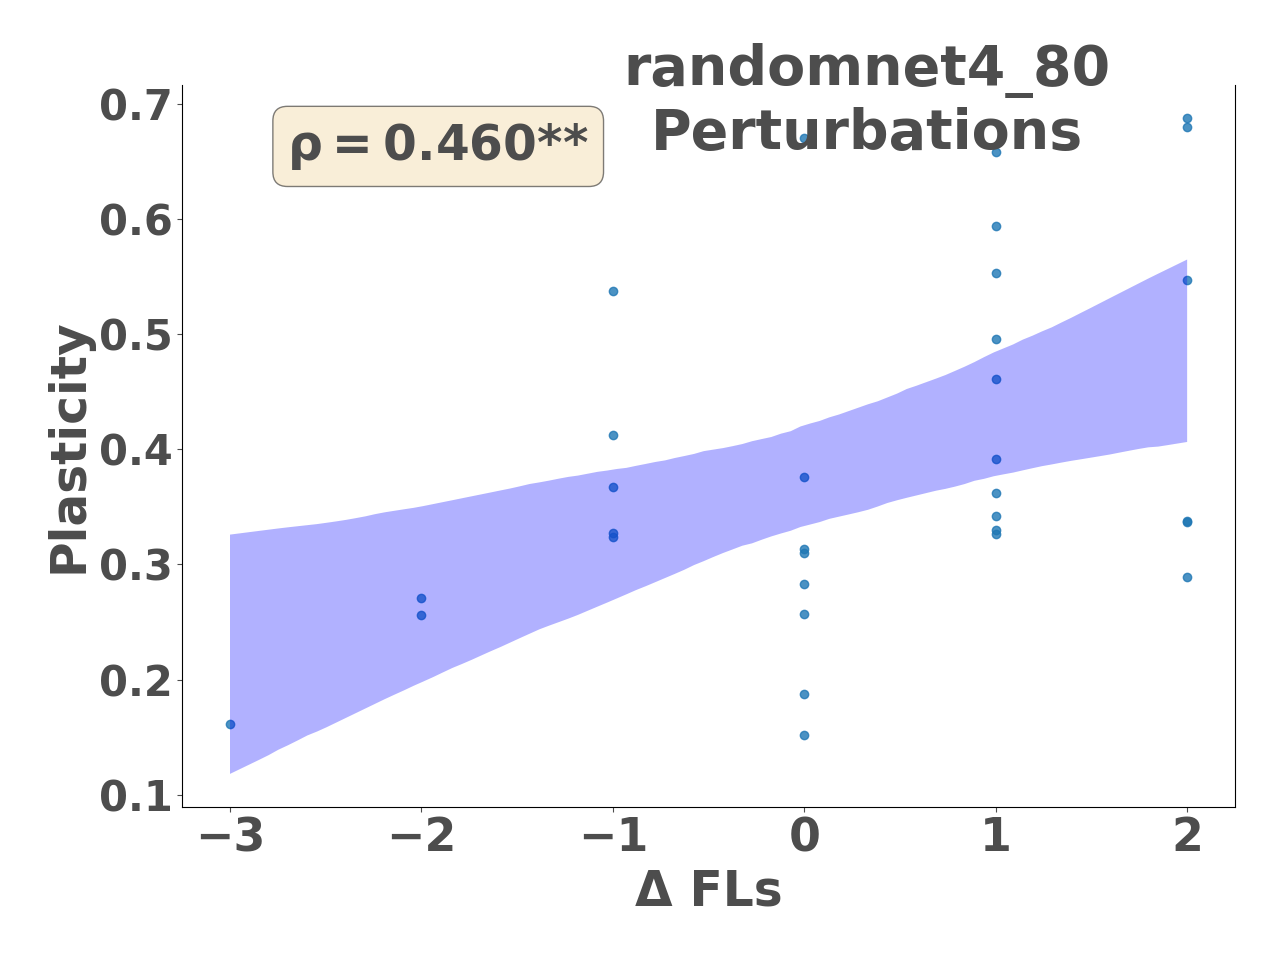 randomnet4_80
Perturbations
ρ = 0.460**
0.7
0.6
0.5
0.4
0.3
0.2
0.1
Plasticity
−3 −2 −1 0 1 2
Δ FLs